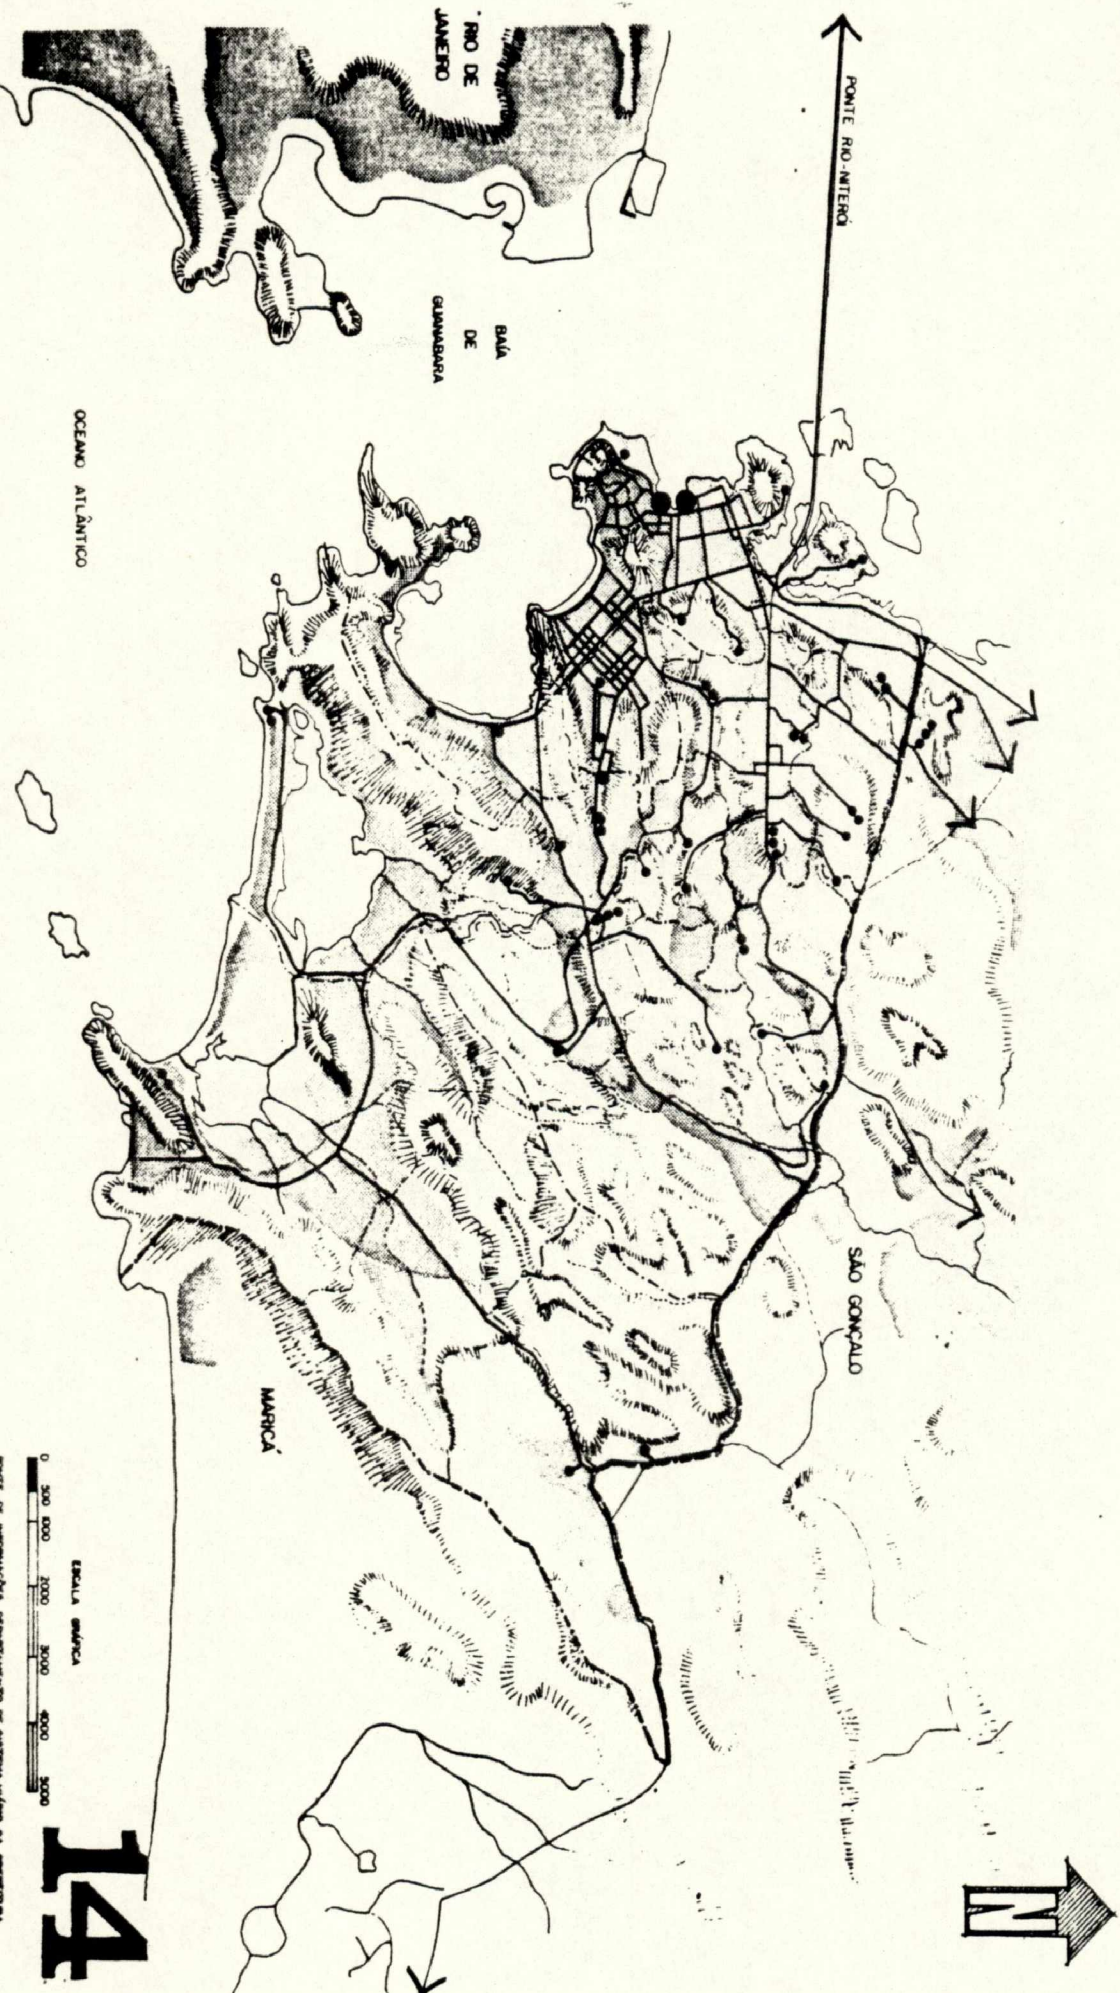 PONTE RIO-NITERÓI
RIO DE
JANEIRO
BAÍA
DE
GUANABARA
OCEANO ATLÂNTICO
SÃO GONÇALO
MARICÁ
ESCALA GRÁFICA
0 500 1000 2000 3000 4000 5000
14
N